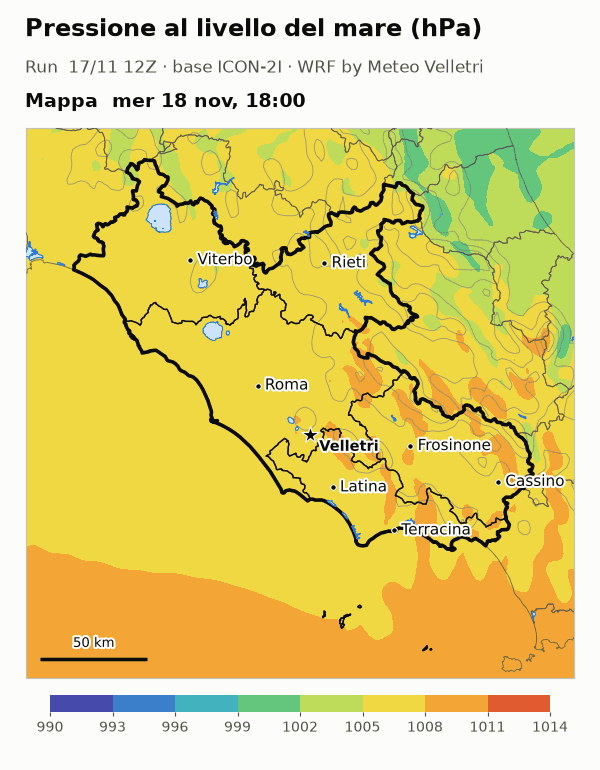 Pressione al livello del mare (hPa)
Run  17/11 12Z · base ICON-2I · WRF by Meteo Velletri
Mappa  mer 18 nov, 18:00
Viterbo
Rieti
Roma
Velletri
Frosinone
Cassino
Latina
Terracina
50 km
990 993 996 999 1002 1005 1008 1011 1014